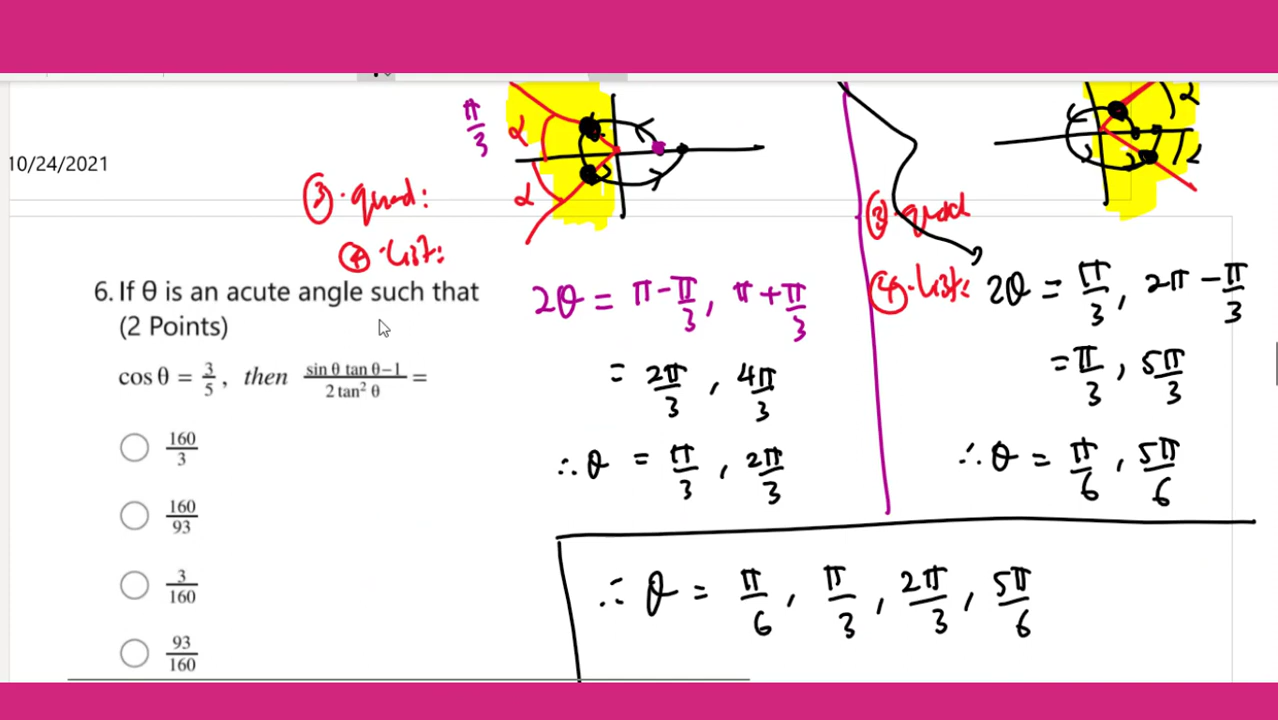 π/3
α
α
10/24/2021
③·quad:
④·list:
6. If θ is an acute angle such that
(2 Points)
cos θ = 3/5, then (sin θ tan θ−1)/(2 tan² θ) =
160/3
160/93
3/160
93/160
2θ = π − π/3, π + π/3
= 2π/3, 4π/3
∴ θ = π/3, 2π/3
③·quad
④·list: 2θ = π/3, 2π − π/3
= π/3, 5π/3
∴ θ = π/6, 5π/6
∴ θ = π/6, π/3, 2π/3, 5π/6